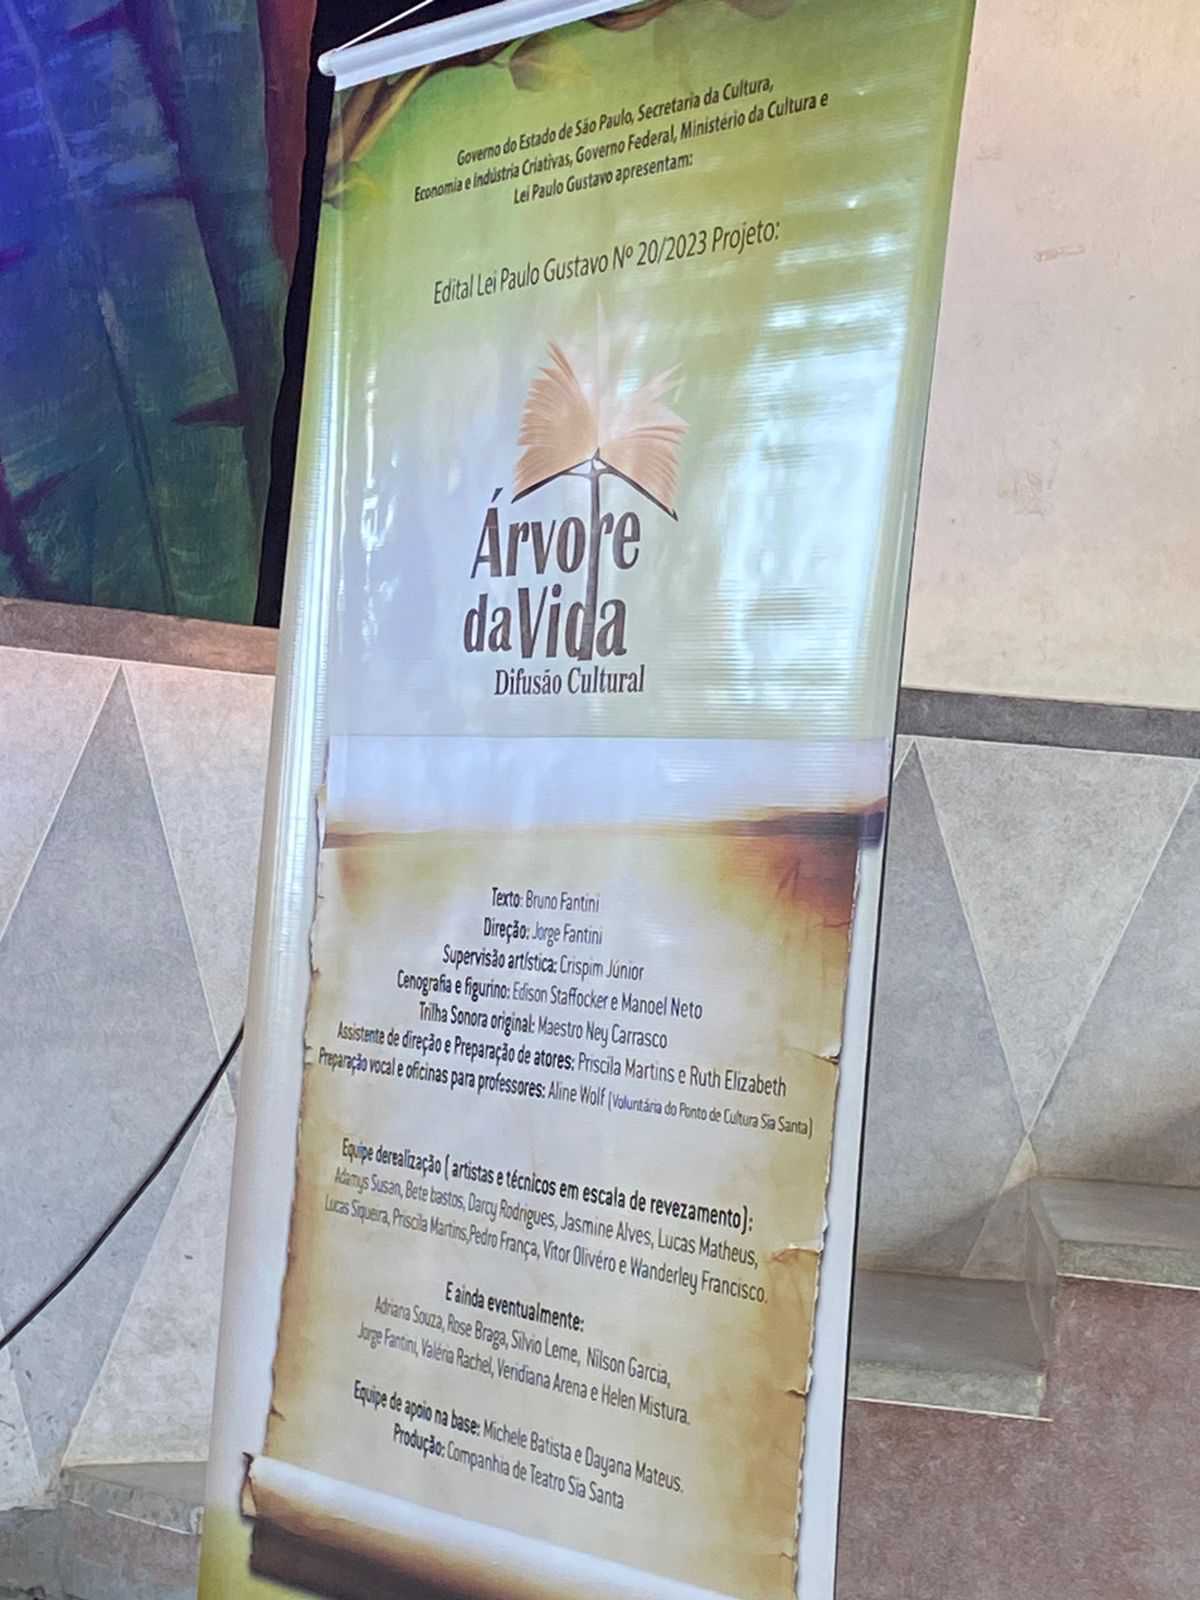 Governo do Estado de São Paulo, Secretaria da Cultura,
Economia e Indústria Criativas, Governo Federal, Ministério da Cultura e
Lei Paulo Gustavo apresentam:
Edital Lei Paulo Gustavo Nº 20/2023 Projeto:
Árvore
da Vida
Difusão Cultural
Texto: Bruno Fantini
Direção: Jorge Fantini
Supervisão artística: Crispim Júnior
Cenografia e figurino: Edison Staffocker e Manoel Neto
Trilha Sonora original: Maestro Ney Carrasco
Assistente de direção e Preparação de atores: Priscila Martins e Ruth Elizabeth
Preparação vocal e oficinas para professores: Aline Wolf (Voluntária do Ponto de Cultura Sia Santa)
Equipe derealização ( artistas e técnicos em escala de revezamento):
Adamys Susan, Bete bastos, Darcy Rodrigues, Jasmine Alves, Lucas Matheus,
Lucas Siqueira, Priscila Martins,Pedro França, Vitor Olivéro e Wanderley Francisco.
E ainda eventualmente:
Adriana Souza, Rose Braga, Silvio Leme, Nilson Garcia,
Jorge Fantini, Valéria Rachel, Veridiana Arena e Helen Mistura.
Equipe de apoio na base: Michele Batista e Dayana Mateus.
Produção: Companhia de Teatro Sia Santa